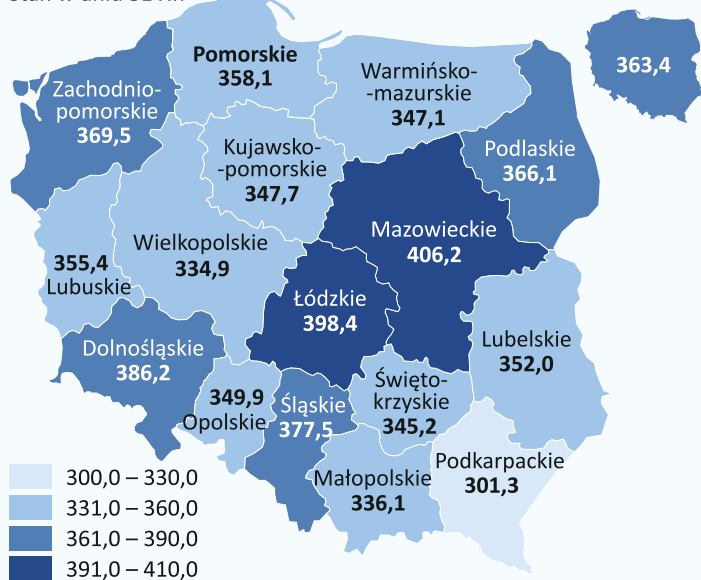 Pomorskie
358,1
363,4
Warmińsko-
-mazurskie
347,1
Zachodnio-
pomorskie
369,5
Kujawsko-
-pomorskie
347,7
Podlaskie
366,1
Mazowieckie
406,2
Wielkopolskie
334,9
355,4
Lubuskie
Łódzkie
398,4
Lubelskie
352,0
Dolnośląskie
386,2
Święto-
krzyskie
345,2
349,9
Opolskie
Śląskie
377,5
Podkarpackie
301,3
Małopolskie
336,1
300,0 – 330,0
331,0 – 360,0
361,0 – 390,0
391,0 – 410,0